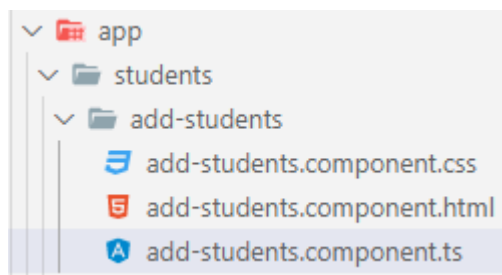 app
students
add-students
add-students.component.css
add-students.component.html
add-students.component.ts